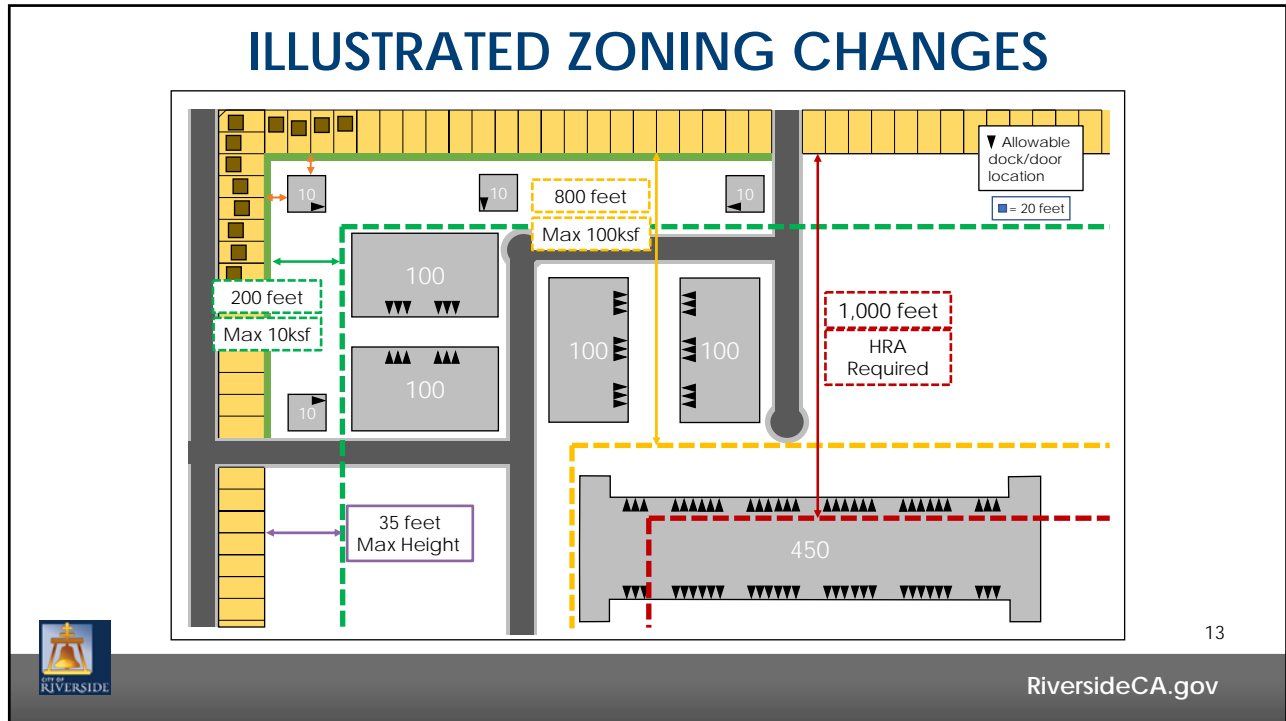 ILLUSTRATED ZONING CHANGES
▼ Allowable
dock/door
location
= 20 feet
10
10
10
800 feet
Max 100ksf
200 feet
Max 10ksf
100
100
100
100
1,000 feet
HRA
Required
10
35 feet
Max Height
450
13
CITY OF
RIVERSIDE
RiversideCA.gov